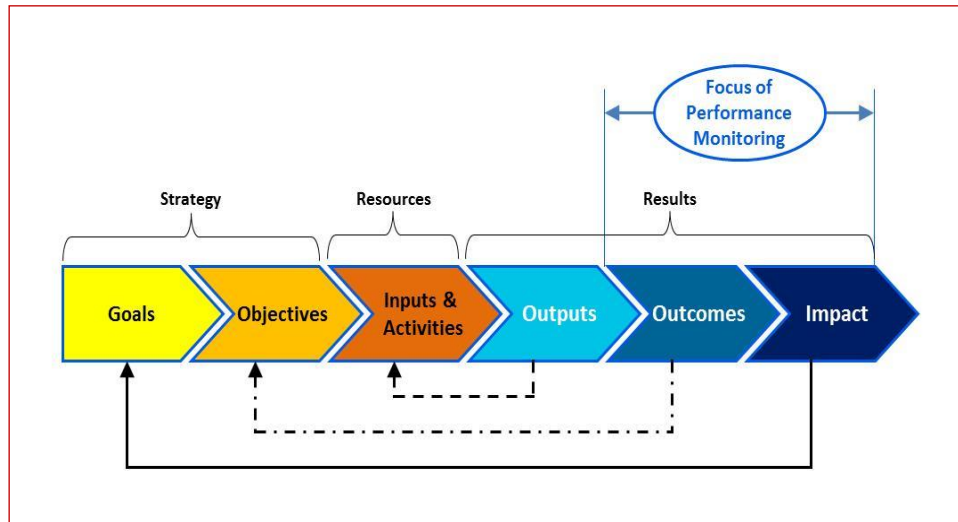 Focus of
Performance
Monitoring
Strategy
Resources
Results
Goals
Objectives
Inputs &
Activities
Outputs
Outcomes
Impact